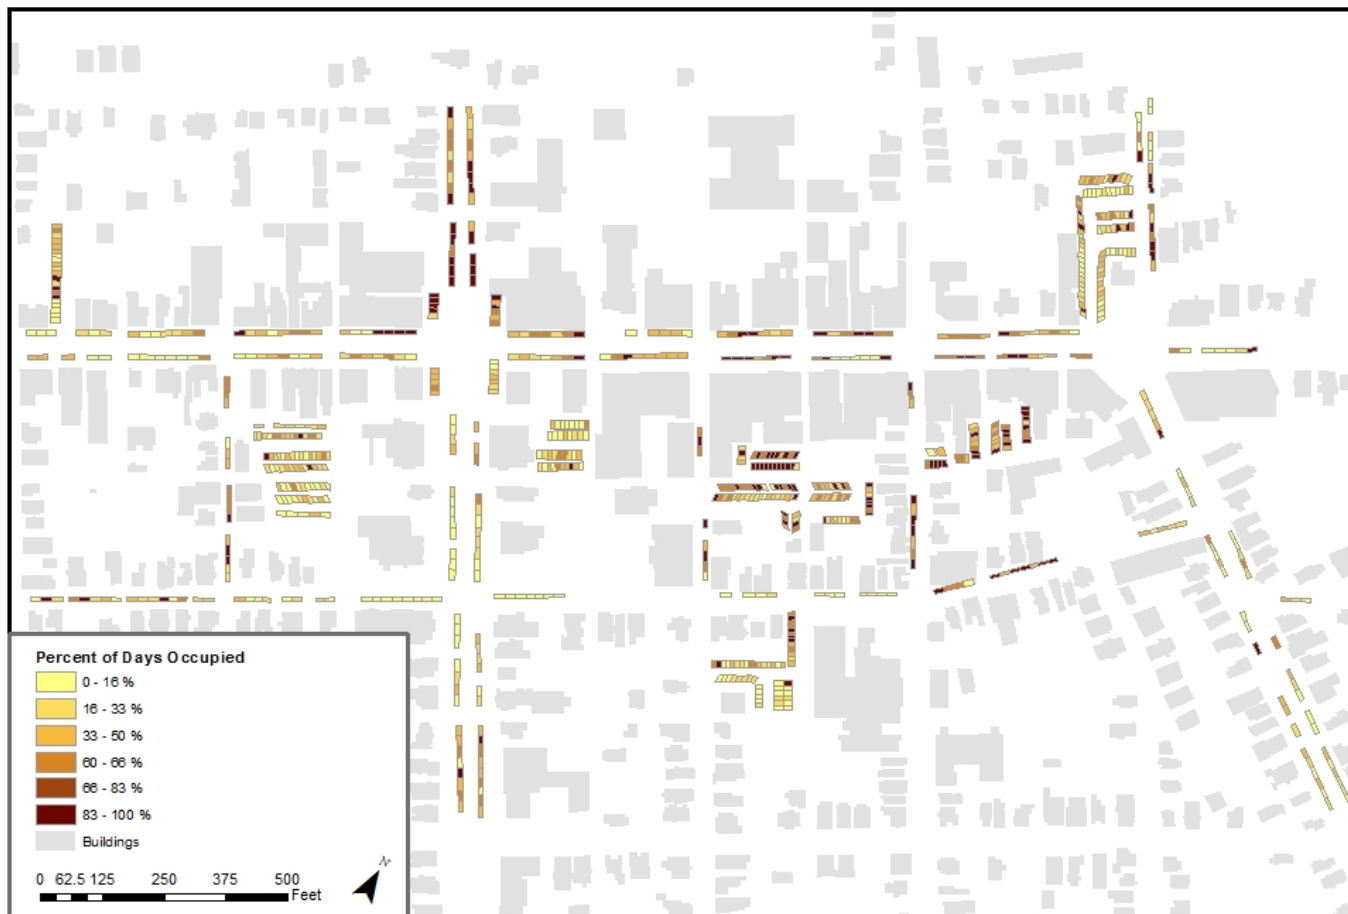 Percent of Days Occupied
0 - 16 %
16 - 33 %
33 - 50 %
60 - 66 %
66 - 83 %
83 - 100 %
Buildings
N
0 62.5 125 250 375 500
Feet